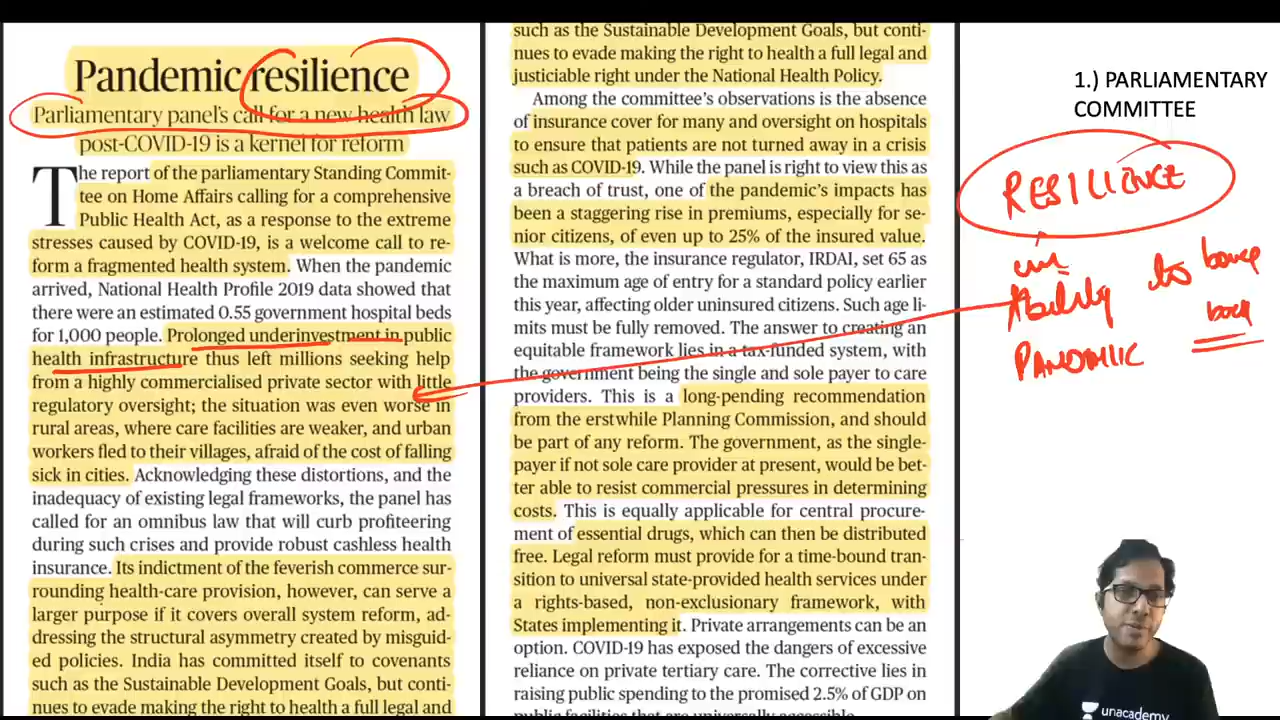 Pandemic resilience
Parliamentary panel's call for a new health law
post-COVID-19 is a kernel for reform
The report of the parliamentary Standing Commit-
tee on Home Affairs calling for a comprehensive
Public Health Act, as a response to the extreme
stresses caused by COVID-19, is a welcome call to re-
form a fragmented health system. When the pandemic
arrived, National Health Profile 2019 data showed that
there were an estimated 0.55 government hospital beds
for 1,000 people. Prolonged underinvestment in public
health infrastructure thus left millions seeking help
from a highly commercialised private sector with little
regulatory oversight; the situation was even worse in
rural areas, where care facilities are weaker, and urban
workers fled to their villages, afraid of the cost of falling
sick in cities. Acknowledging these distortions, and the
inadequacy of existing legal frameworks, the panel has
called for an omnibus law that will curb profiteering
during such crises and provide robust cashless health
insurance. Its indictment of the feverish commerce sur-
rounding health-care provision, however, can serve a
larger purpose if it covers overall system reform, ad-
dressing the structural asymmetry created by misguid-
ed policies. India has committed itself to covenants
such as the Sustainable Development Goals, but conti-
nues to evade making the right to health a full legal and
such as the Sustainable Development Goals, but conti-
nues to evade making the right to health a full legal and
justiciable right under the National Health Policy.
Among the committee's observations is the absence
of insurance cover for many and oversight on hospitals
to ensure that patients are not turned away in a crisis
such as COVID-19. While the panel is right to view this as
a breach of trust, one of the pandemic's impacts has
been a staggering rise in premiums, especially for se-
nior citizens, of even up to 25% of the insured value.
What is more, the insurance regulator, IRDAI, set 65 as
the maximum age of entry for a standard policy earlier
this year, affecting older uninsured citizens. Such age li-
mits must be fully removed. The answer to creating an
equitable framework lies in a tax-funded system, with
the government being the single and sole payer to care
providers. This is a long-pending recommendation
from the erstwhile Planning Commission, and should
be part of any reform. The government, as the single-
payer if not sole care provider at present, would be bet-
ter able to resist commercial pressures in determining
costs. This is equally applicable for central procure-
ment of essential drugs, which can then be distributed
free. Legal reform must provide for a time-bound tran-
sition to universal state-provided health services under
a rights-based, non-exclusionary framework, with
States implementing it. Private arrangements can be an
option. COVID-19 has exposed the dangers of excessive
reliance on private tertiary care. The corrective lies in
raising public spending to the promised 2.5% of GDP on
public facilities that are universally accessible.
1.) PARLIAMENTARY
COMMITTEE
RESILIENCE
Ability to bounce
back
unacademy